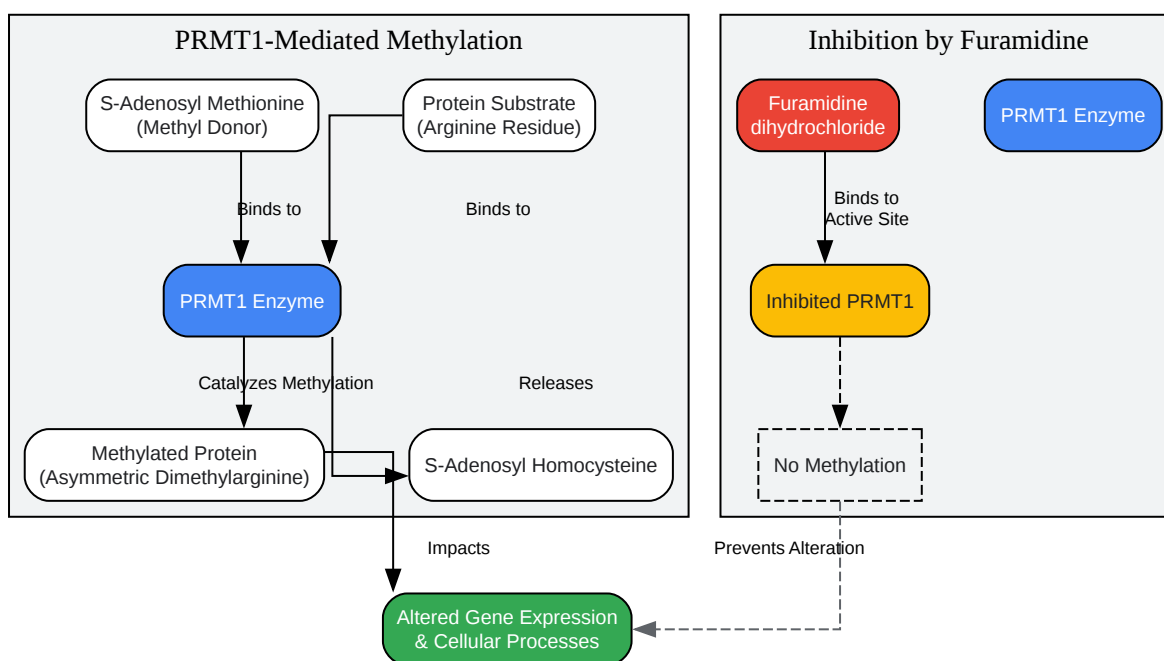 PRMT1-Mediated Methylation
S-Adenosyl Methionine
(Methyl Donor)
Protein Substrate
(Arginine Residue)
Binds to
Binds to
PRMT1 Enzyme
Catalyzes Methylation
Releases
Methylated Protein
(Asymmetric Dimethylarginine)
S-Adenosyl Homocysteine
Inhibition by Furamidine
Furamidine
dihydrochloride
PRMT1 Enzyme
Binds to
Active Site
Inhibited PRMT1
No Methylation
Impacts
Prevents Alteration
Altered Gene Expression
& Cellular Processes